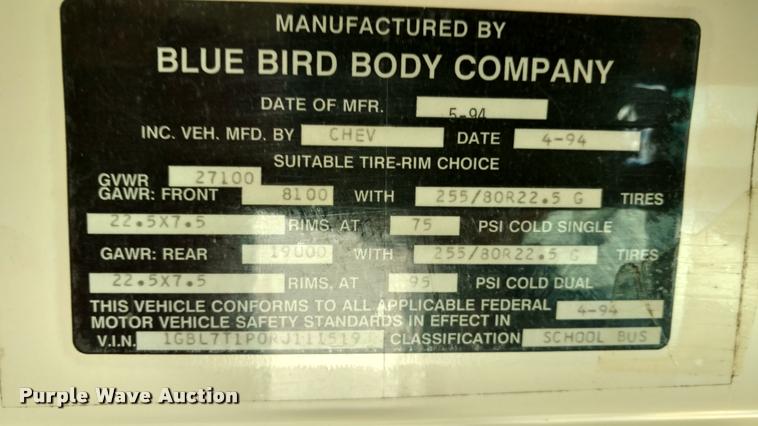 MANUFACTURED BY
BLUE BIRD BODY COMPANY
DATE OF MFR. 5-94
INC. VEH. MFD. BY CHEV DATE 4-94
SUITABLE TIRE-RIM CHOICE
GVWR 27100
GAWR: FRONT 8100 WITH 255/80R22.5 G TIRES
22.5X7.5 RIMS, AT 75 PSI COLD SINGLE
GAWR: REAR 19000 WITH 255/80R22.5 G TIRES
22.5X7.5 RIMS, AT 95 PSI COLD DUAL
THIS VEHICLE CONFORMS TO ALL APPLICABLE FEDERAL 4-94
MOTOR VEHICLE SAFETY STANDARDS IN EFFECT IN
V.I.N. 1GBL7T1P0RJ111519 CLASSIFICATION SCHOOL BUS
Purple Wave Auction